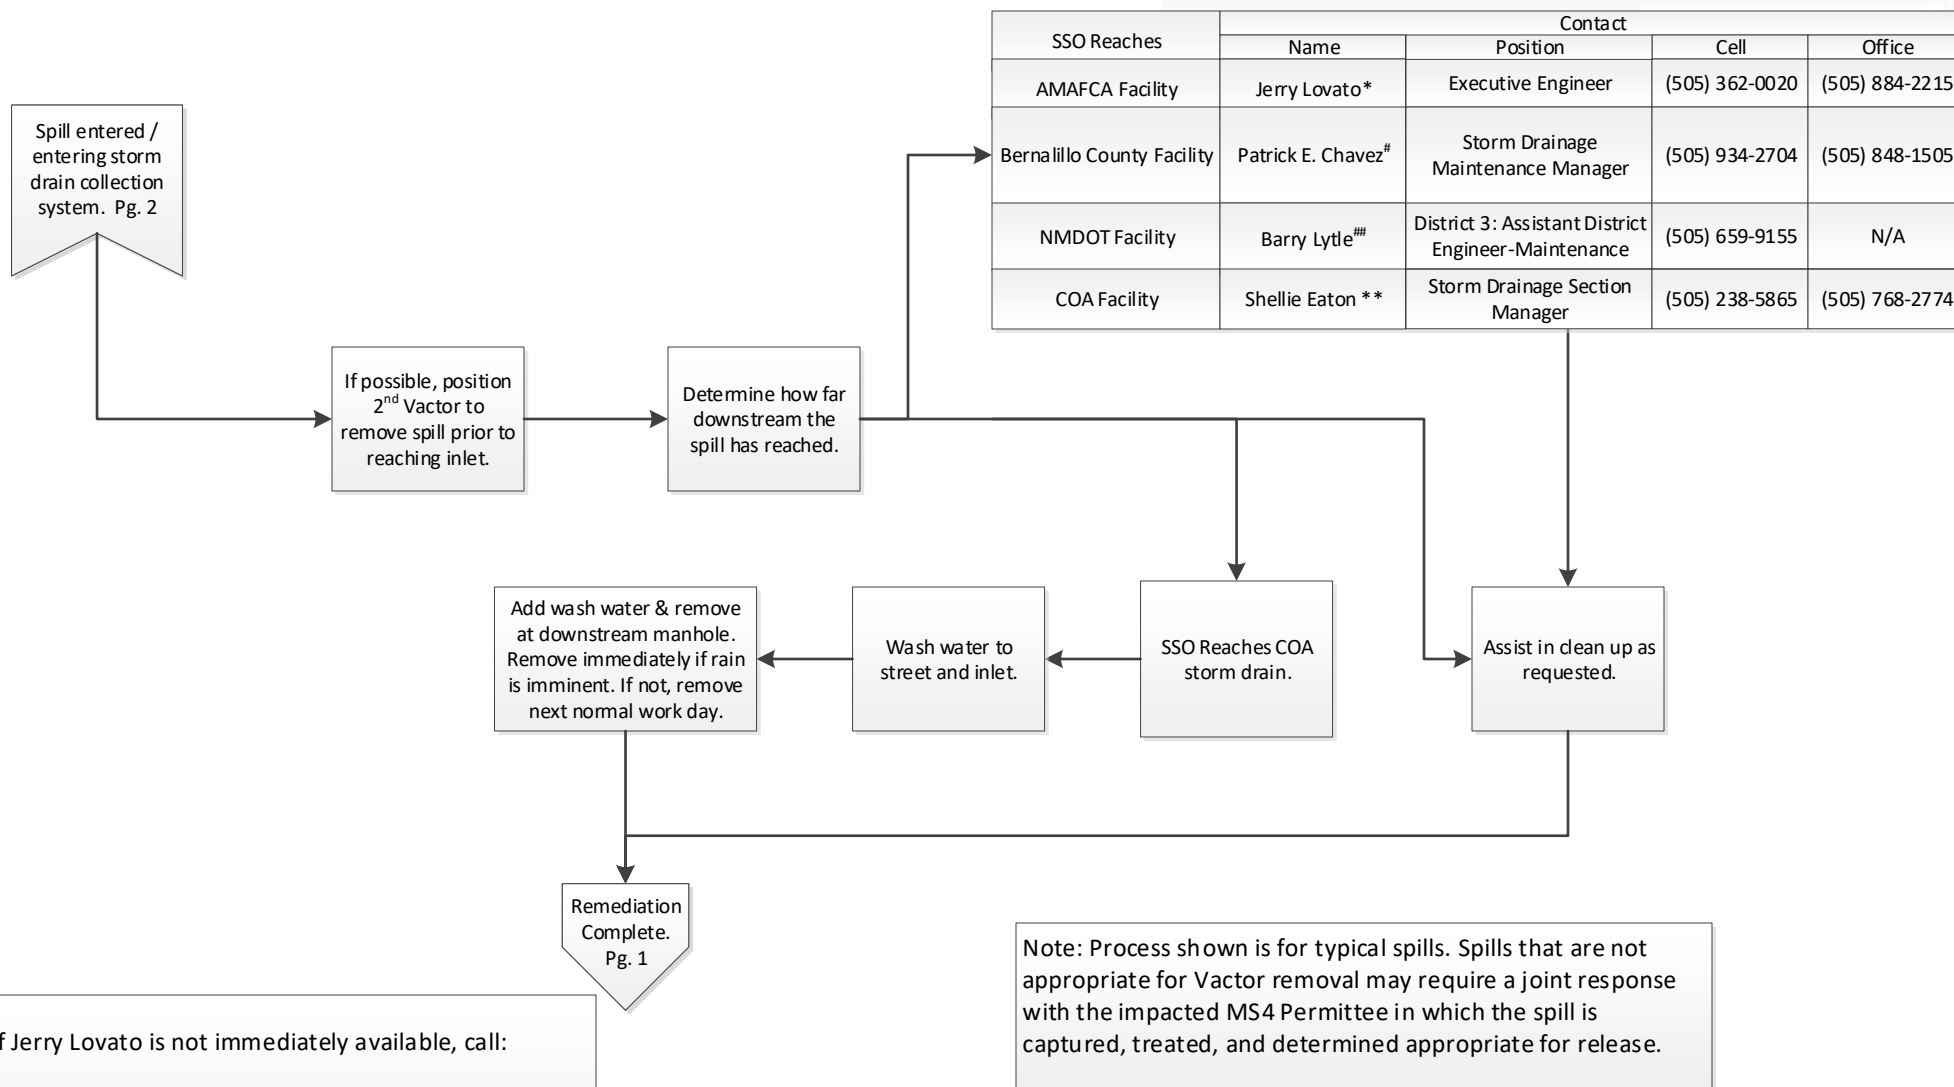 Contact
SSO Reaches
Name Position Cell Office
AMAFCA Facility Jerry Lovato* Executive Engineer (505) 362-0020 (505) 884-2215
Bernalillo County Facility Patrick E. Chavez# Storm Drainage
Maintenance Manager (505) 934-2704 (505) 848-1505
NMDOT Facility Barry Lytle## District 3: Assistant District
Engineer-Maintenance (505) 659-9155 N/A
COA Facility Shellie Eaton ** Storm Drainage Section
Manager (505) 238-5865 (505) 768-2774
Spill entered /
entering storm
drain collection
system. Pg. 2
If possible, position
2nd Vactor to
remove spill prior to
reaching inlet.
Determine how far
downstream the
spill has reached.
Add wash water & remove
at downstream manhole.
Remove immediately if rain
is imminent. If not, remove
next normal work day.
Wash water to
street and inlet.
SSO Reaches COA
storm drain.
Assist in clean up as
requested.
Remediation
Complete.
Pg. 1
Note: Process shown is for typical spills. Spills that are not
appropriate for Vactor removal may require a joint response
with the impacted MS4 Permittee in which the spill is
captured, treated, and determined appropriate for release.
f Jerry Lovato is not immediately available, call: